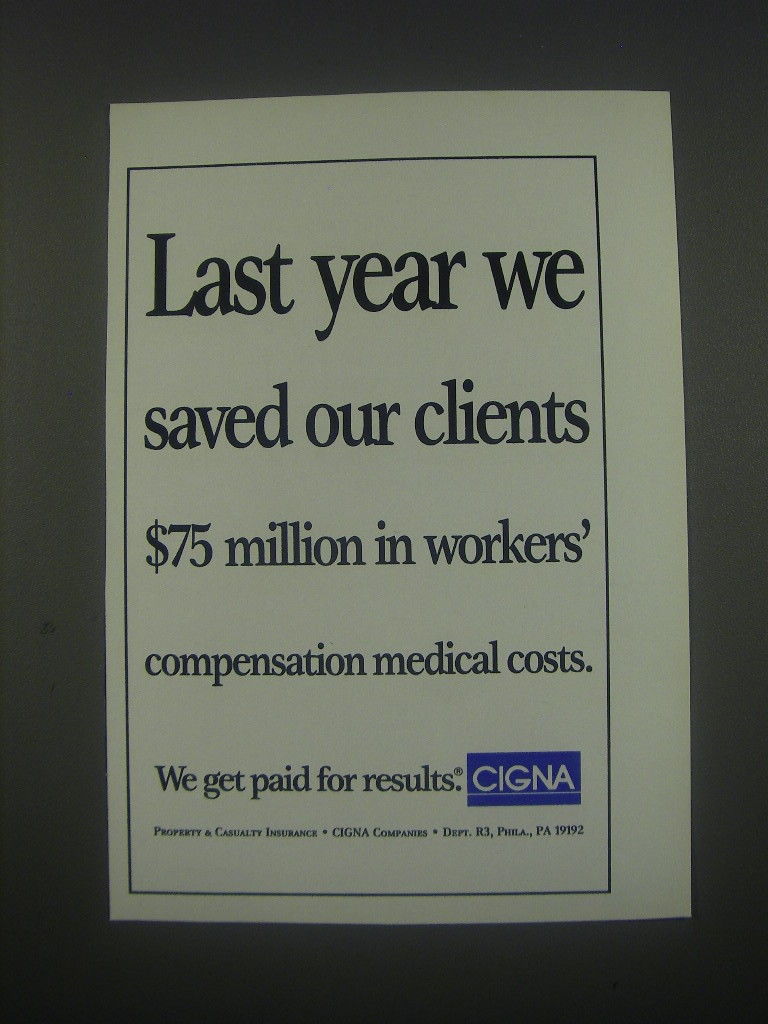 Last year we
saved our clients
$75 million in workers’
compensation medical costs.
We get paid for results.® CIGNA
Property & Casualty Insurance • CIGNA Companies • Dept. R3, Phila., PA 19192